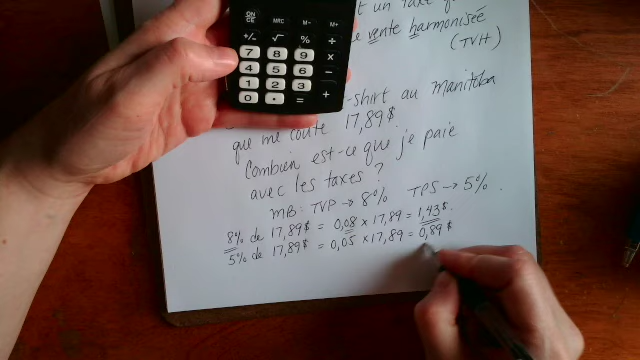 ON
CE
MRC
M-
M+
+/-
√
%
÷
7
8
9
×
4
5
6
-
1
2
3
0
.
=
+
un taxe q
e vente harmonisée
(TVH)
-shirt au manitoba
que me coute 17,89$.
Combien est-ce que je paie
avec les taxes ?
MB: TVP → 8% TPS → 5%.
8% de 17,89$ = 0,08 × 17,89 = 1,43$.
5% de 17,89$ = 0,05 × 17,89 = 0,89$